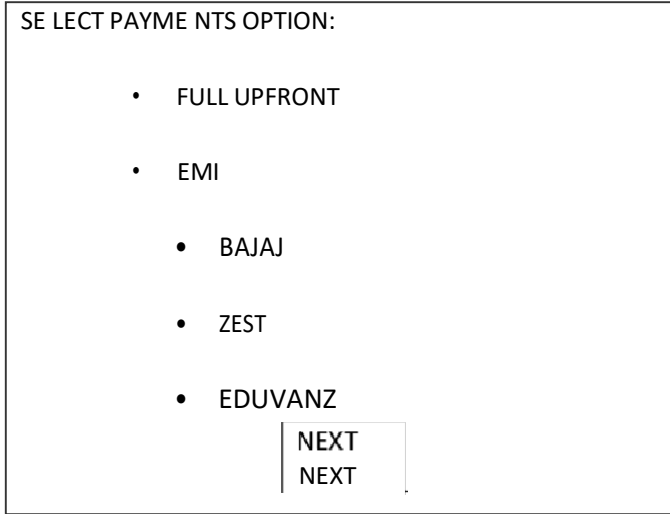 SE LECT PAYME NTS OPTION:
• FULL UPFRONT
• EMI
• BAJAJ
• ZEST
• EDUVANZ
NEXT
NEXT